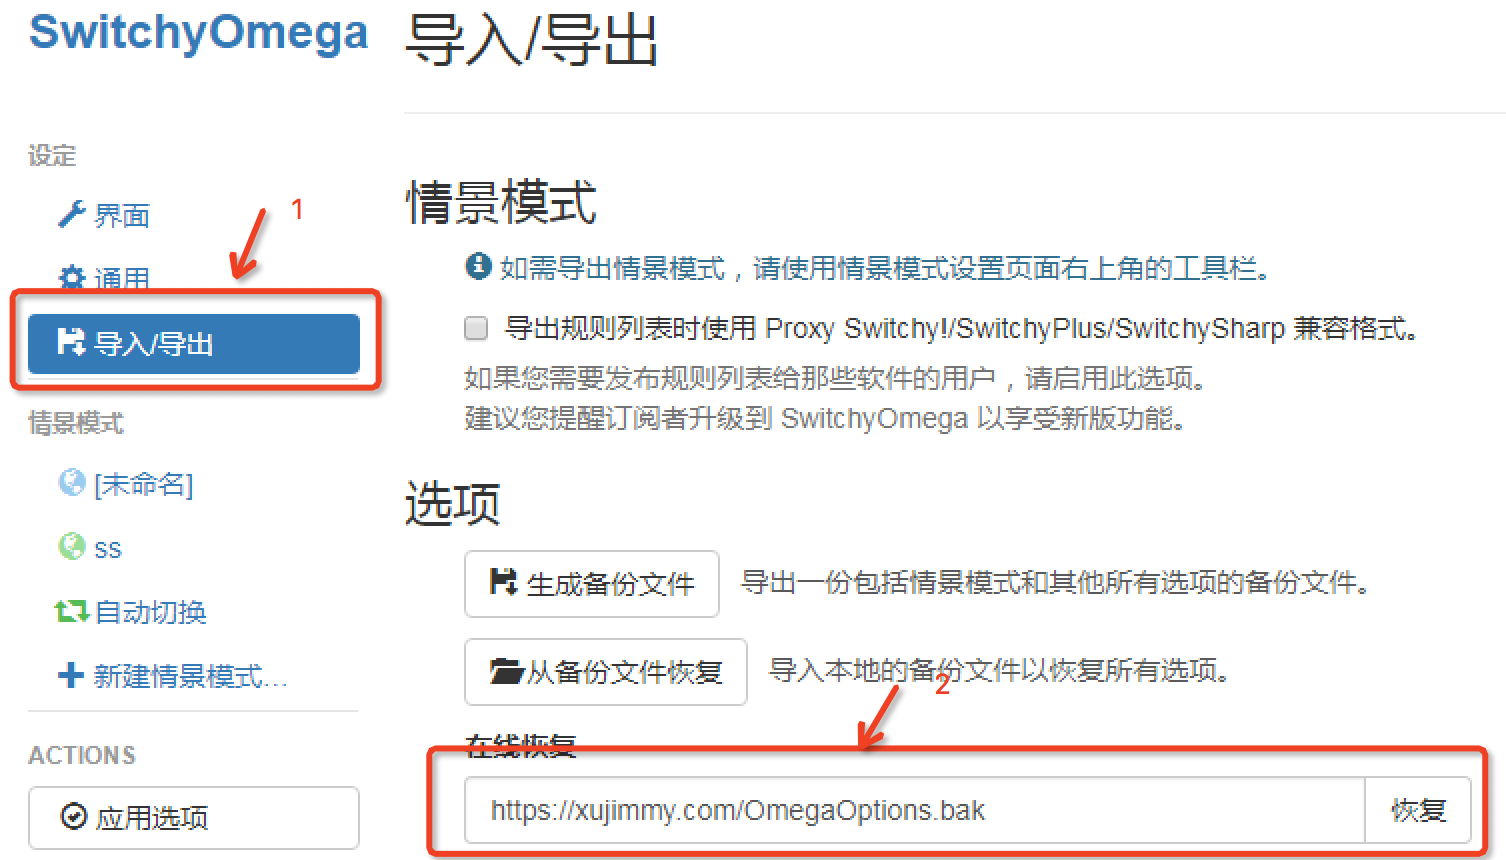 SwitchyOmega
导入/导出
设定
界面
1
通用
导入/导出
情景模式
[未命名]
ss
自动切换
新建情景模式...
ACTIONS
应用选项
情景模式
如需导出情景模式，请使用情景模式设置页面右上角的工具栏。
导出规则列表时使用 Proxy Switchy!/SwitchyPlus/SwitchySharp 兼容格式。
如果您需要发布规则列表给那些软件的用户，请启用此选项。
建议您提醒订阅者升级到 SwitchyOmega 以享受新版功能。
选项
生成备份文件 导出一份包括情景模式和其他所有选项的备份文件。
从备份文件恢复 导入本地的备份文件以恢复所有选项。
2
在线恢复
https://xujimmy.com/OmegaOptions.bak 恢复